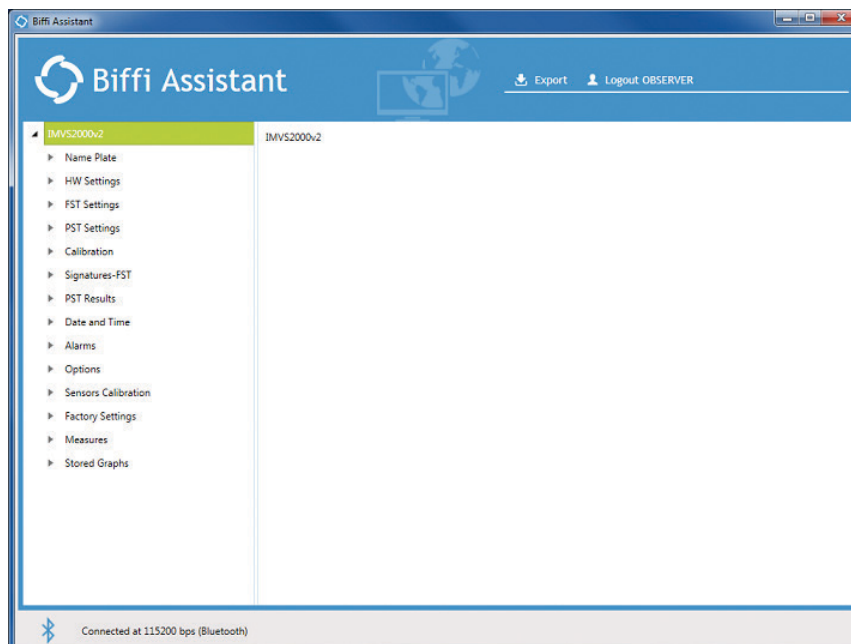 Biffi Assistant
Biffi Assistant
Export Logout OBSERVER
IMVS2000v2
Name Plate
HW Settings
FST Settings
PST Settings
Calibration
Signatures-FST
PST Results
Date and Time
Alarms
Options
Sensors Calibration
Factory Settings
Measures
Stored Graphs
IMVS2000v2
Connected at 115200 bps (Bluetooth)